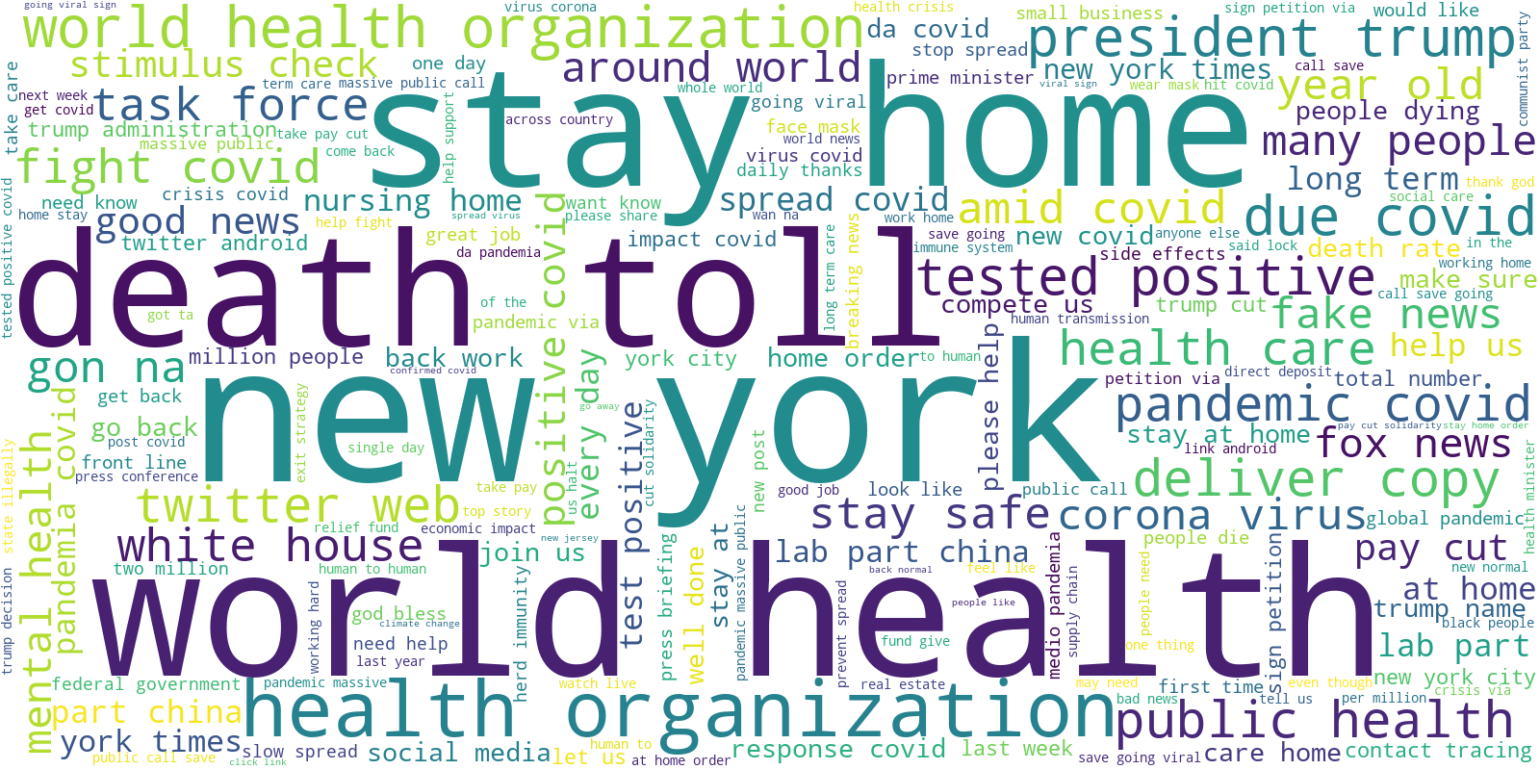 going viral sign
virus corona
health crisis
sign petition via
world health organization
da covid
small business
would like
president trump
stop spread
communist party
stimulus check
one day
around world
new york times
call save
take care
next week
term care
massive public call
whole world
prime minister
viral sign
wear mask
hit covid
year old
get covid
task force
stay home
going viral
people dying
trump administration
take pay cut
help support
across country
face mask
world news
many people
massive public
come back
virus covid
fight covid
daily thanks
long term
thank god
tested positive covid
need know
crisis covid
nursing home
want know
spread covid
wan na
work home
amid covid
social care
due covid
home stay
good news
help fight
spread virus
please share
save going
new covid
anyone else
twitter android
great job
impact covid
immune system
side effects
said lock
death rate
in the
da pandemia
breaking news
long term care
working home
death toll
tested positive
make sure
of the
compete us
trump cut
call save going
got ta
pandemic via
positive covid
human transmission
fake news
gon na
million people
back work
every day
york city
home order
to human
please help
health care
help us
confirmed covid
petition via
direct deposit
total number
get back
new york
exit strategy
go away
test positive
cut solidarity
pandemic covid
mental health
pandemia covid
go back
post covid
single day
stay at home
pay cut solidarity
stay home order
front line
link android
fox news
state illegally
press conference
us halt
new post
good job
look like
public call
deliver copy
health minister
twitter web
take pay
top story
stay safe
corona virus
global pandemic
relief fund
economic impact
new jersey
white house
join us
stay at
lab part china
people die
pay cut
two million
human to human
herd immunity
press briefing
well done
pandemic massive public
back normal
feel like
medio pandemia
supply chain
people need
sign petition
new normal
at home
trump decision
world health
working hard
god bless
climate change
people like
trump name
black people
need help
prevent spread
fund give
one thing
lab part
last year
federal government
pandemic massive
watch live
real estate
may need
first time
even though
new york city
crisis via
part china
health organization
bad news
tell us
per million
public health
york times
slow spread
social media
let us
human to
response covid
last week
care home
contact tracing
public call save
click link
at home order
save going viral